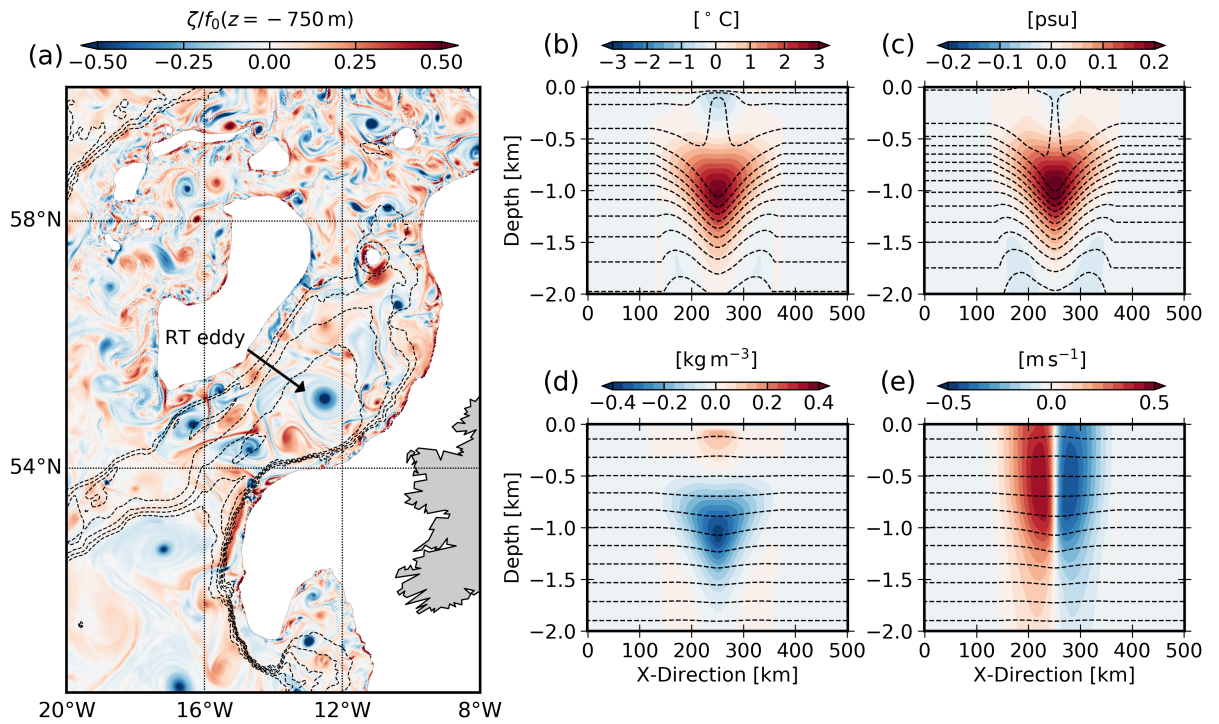 ζ/f₀(z = −750 m)
(a)
−0.50 −0.25 0.00 0.25 0.50
58°N
54°N
20°W 16°W 12°W 8°W
RT eddy
(b)
[°C]
−3 −2 −1 0 1 2 3
Depth [km]
0.0
−0.5
−1.0
−1.5
−2.0
0 100 200 300 400 500
(c)
[psu]
−0.2 −0.1 0.0 0.1 0.2
0.0
−0.5
−1.0
−1.5
−2.0
0 100 200 300 400 500
(d)
[kg m⁻³]
−0.4 −0.2 0.0 0.2 0.4
Depth [km]
0.0
−0.5
−1.0
−1.5
−2.0
0 100 200 300 400 500
X-Direction [km]
(e)
[m s⁻¹]
−0.5 0.0 0.5
0.0
−0.5
−1.0
−1.5
−2.0
0 100 200 300 400 500
X-Direction [km]